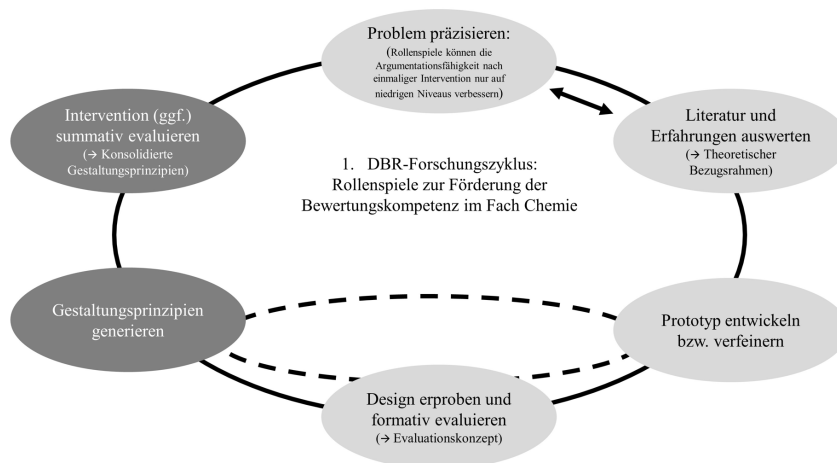 Problem präzisieren:
(Rollenspiele können die
Argumentationsfähigkeit nach
einmaliger Intervention nur auf
niedrigen Niveaus verbessern)
Intervention (ggf.)
summativ evaluieren
(→ Konsolidierte
Gestaltungsprinzipien)
Literatur und
Erfahrungen auswerten
(→ Theoretischer
Bezugsrahmen)
1. DBR-Forschungszyklus:
Rollenspiele zur Förderung der
Bewertungskompetenz im Fach Chemie
Gestaltungsprinzipien
generieren
Prototyp entwickeln
bzw. verfeinern
Design erproben und
formativ evaluieren
(→ Evaluationskonzept)